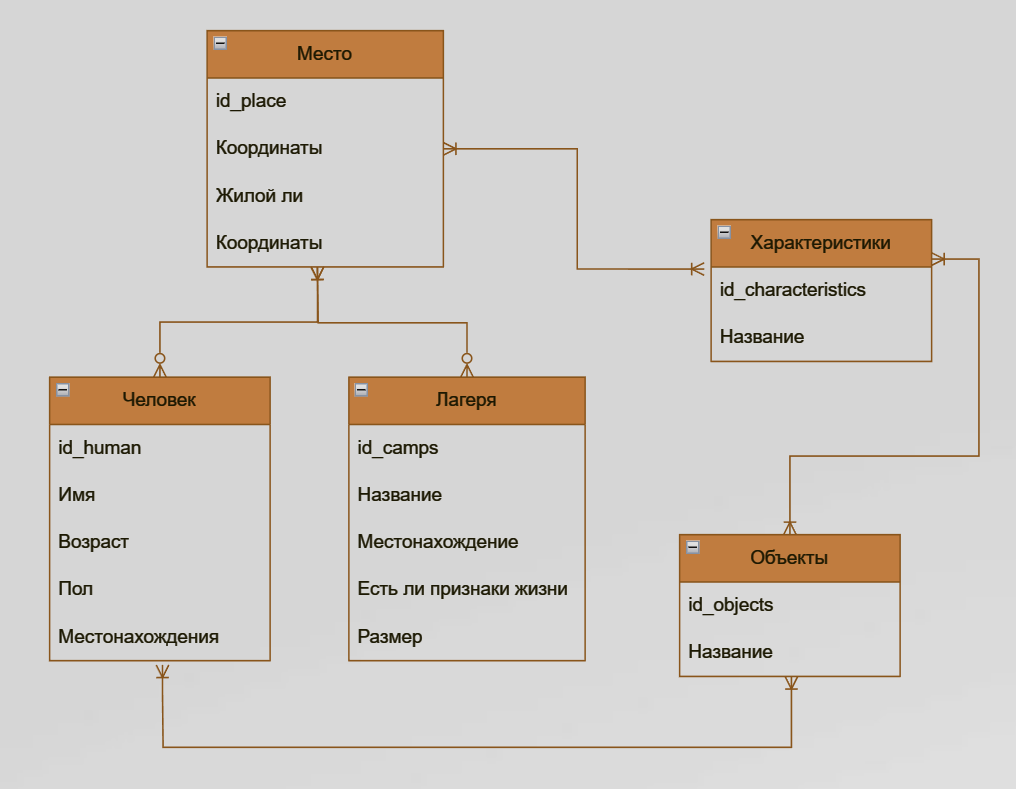 Место
id_place
Координаты
Жилой ли
Координаты
Характеристики
id_characteristics
Название
Человек
id_human
Имя
Возраст
Пол
Местонахождения
Лагеря
id_camps
Название
Местонахождение
Есть ли признаки жизни
Размер
Объекты
id_objects
Название